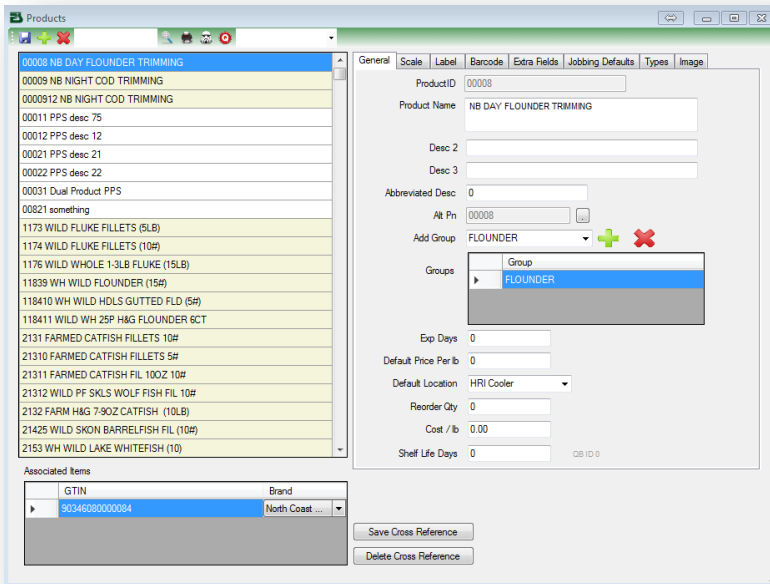 Products
00008 NB DAY FLOUNDER TRIMMING
00009 NB NIGHT COD TRIMMING
0000912 NB NIGHT COD TRIMMING
00011 PPS desc 75
00012 PPS desc 12
00021 PPS desc 21
00022 PPS desc 22
00031 Dual Product PPS
00821 something
1173 WILD FLUKE FILLETS (5LB)
1174 WILD FLUKE FILLETS (10#)
1176 WILD WHOLE 1-3LB FLUKE (15LB)
11839 WH WILD FLOUNDER (15#)
118410 WH WILD HDLS GUTTED FLD (5#)
118411 WILD WH 25P H&G FLOUNDER 6CT
2131 FARMED CATFISH FILLETS 10#
21310 FARMED CATFISH FILLETS 5#
21311 FARMED CATFISH FIL 10OZ 10#
21312 WILD PF SKLS WOLF FISH FIL 10#
2132 FARM H&G 7-9OZ CATFISH (10LB)
21425 WILD SKON BARRELFISH FIL (10#)
2153 WH WILD LAKE WHITEFISH (10)
Associated Items
GTIN Brand
90346080000084 North Coast ...
General Scale Label Barcode Extra Fields Jobbing Defaults Types Image
ProductID 00008
Product Name NB DAY FLOUNDER TRIMMING
Desc 2
Desc 3
Abbreviated Desc 0
Alt Pn 00008 ...
Add Group FLOUNDER
Groups
Group
FLOUNDER
Exp Days 0
Default Price Per lb 0
Default Location HRI Cooler
Reorder Qty 0
Cost / lb 0.00
Shelf Life Days 0 QB ID 0
Save Cross Reference
Delete Cross Reference